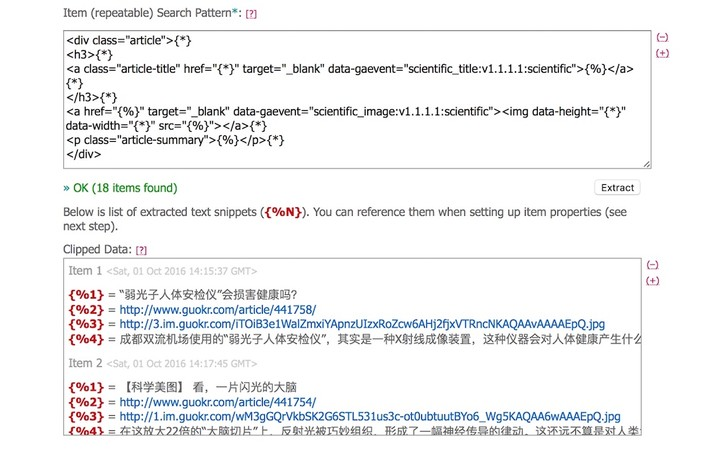 Item (repeatable) Search Pattern*: [?]
<div class="article">{*}
<h3>{*}
<a class="article-title" href="{*}" target="_blank" data-gaevent="scientific_title:v1.1.1.1:scientific">{%}</a>
{*}
</h3>{*}
<a href="{%}" target="_blank" data-gaevent="scientific_image:v1.1.1.1:scientific"><img data-height="{*}"
data-width="{*}" src="{%}"></a>{*}
<p class="article-summary">{%}</p>{*}
</div>
(−)
(+)
» OK (18 items found)
Extract
Below is list of extracted text snippets ({%N}). You can reference them when setting up item properties (see
next step).
Clipped Data: [?]
Item 1 <Sat, 01 Oct 2016 14:15:37 GMT>
{%1} = “弱光子人体安检仪”会损害健康吗?
{%2} = http://www.guokr.com/article/441758/
{%3} = http://3.im.guokr.com/iTOiB3e1WalZmxiYApnzUIzxRoZcw6AHj2fjxVTRncNKAQAAvAAAAEpQ.jpg
{%4} = 成都双流机场使用的“弱光子人体安检仪”，其实是一种X射线成像装置，这种仪器会对人体健康产生什么
Item 2 <Sat, 01 Oct 2016 14:17:45 GMT>
{%1} = 【科学美图】 看，一片闪光的大脑
{%2} = http://www.guokr.com/article/441754/
{%3} = http://1.im.guokr.com/wM3gGQrVkbSK2G6STL531us3c-ot0ubtuutBYo6_Wg5KAQAA6wAAAEpQ.jpg
{%4} = 在这放大22倍的“大脑切片”上，反射光被巧妙组织，形成了一幅神经传导的律动。这还远不算是对人类
(−)
(+)